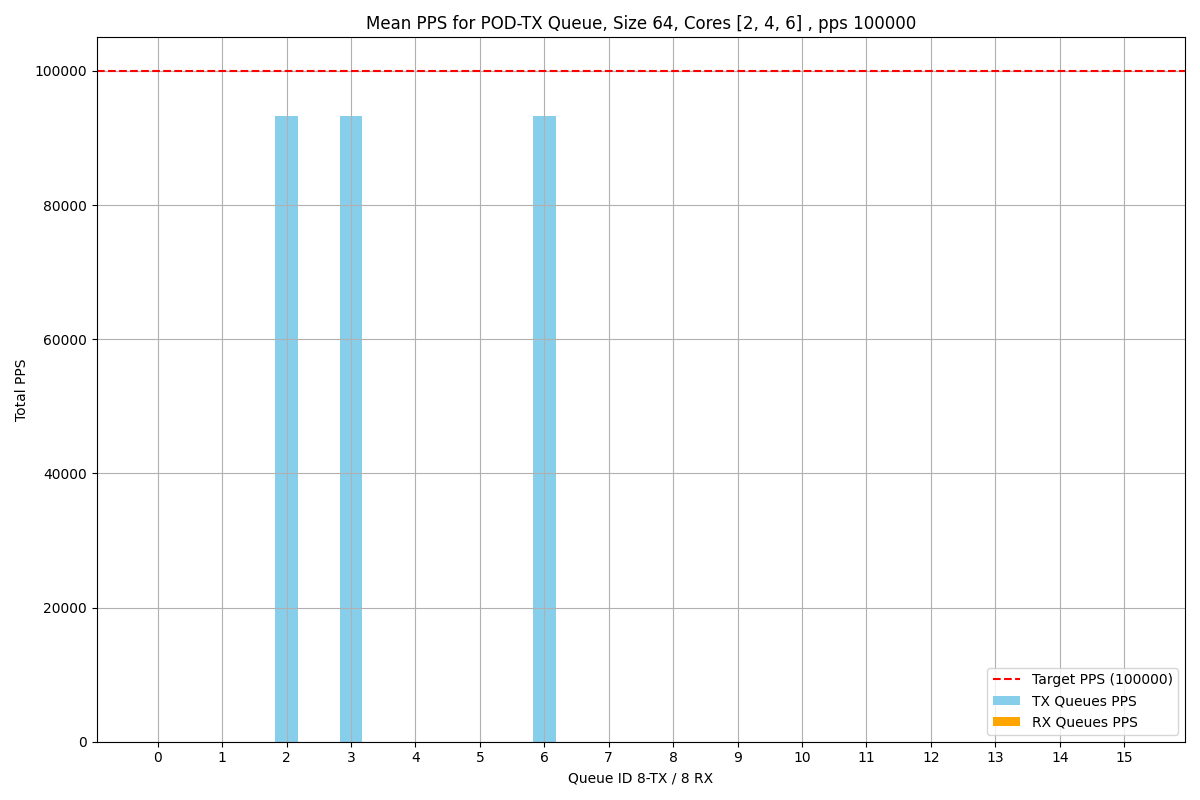 Mean PPS for POD-TX Queue, Size 64, Cores [2, 4, 6] , pps 100000
Total PPS
100000
80000
60000
40000
20000
0
0 1 2 3 4 5 6 7 8 9 10 11 12 13 14 15
Queue ID 8-TX / 8 RX
Target PPS (100000)
TX Queues PPS
RX Queues PPS